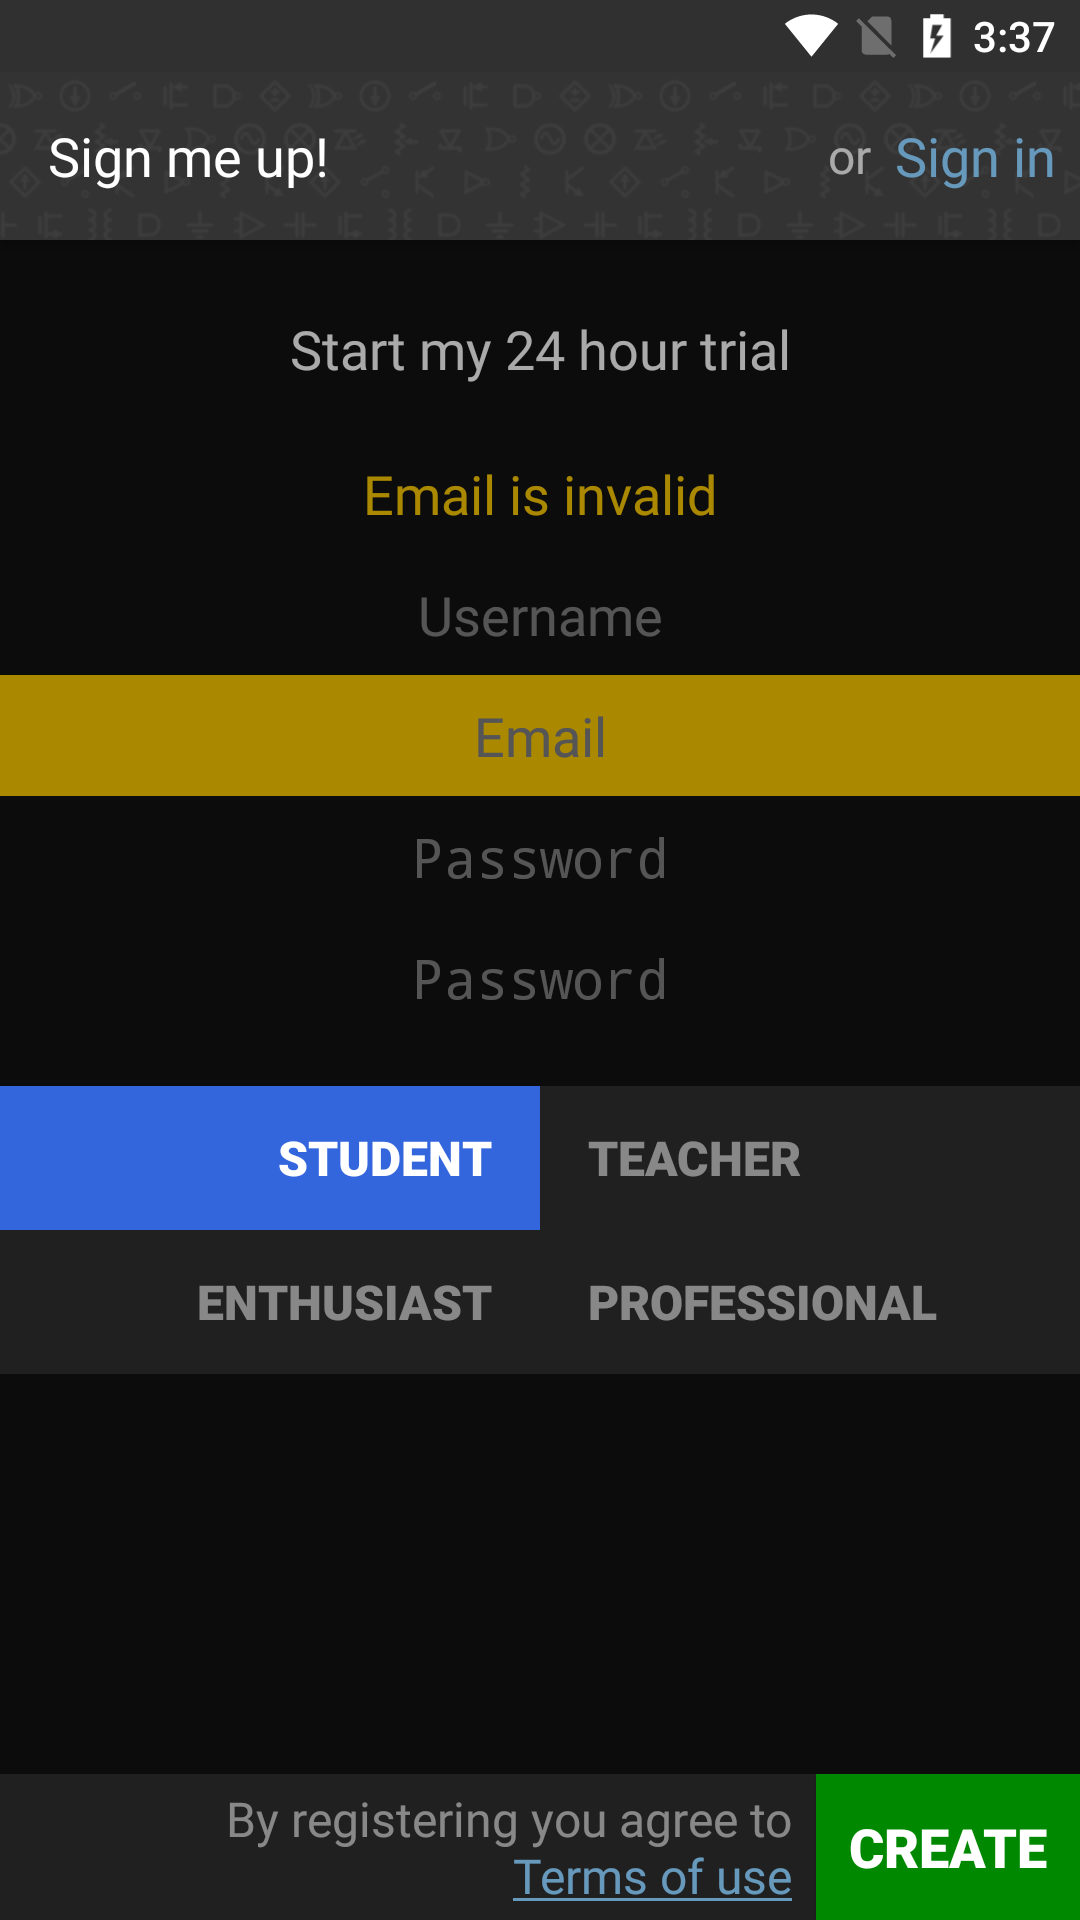 3:37
Sign me up!
or Sign in
Start my 24 hour trial
Email is invalid
Username
Email
Password
Password
STUDENT
TEACHER
ENTHUSIAST
PROFESSIONAL
By registering you agree to
Terms of use
CREATE